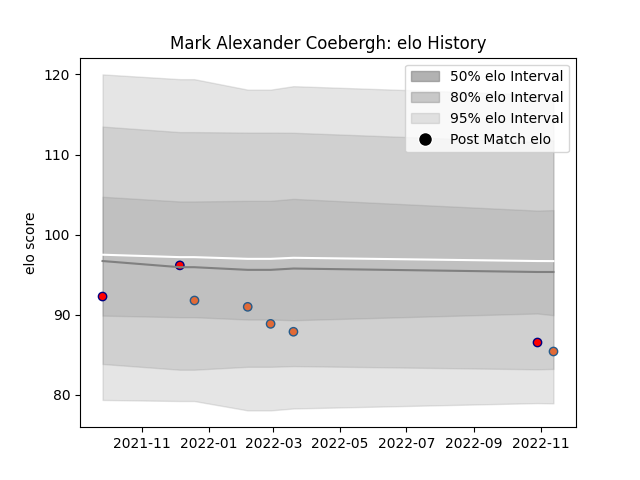 Mark Alexander Coebergh: elo History
50% elo Interval
80% elo Interval
95% elo Interval
Post Match elo
elo score
120
110
100
90
80
2021-11 2022-01 2022-03 2022-05 2022-07 2022-09 2022-11